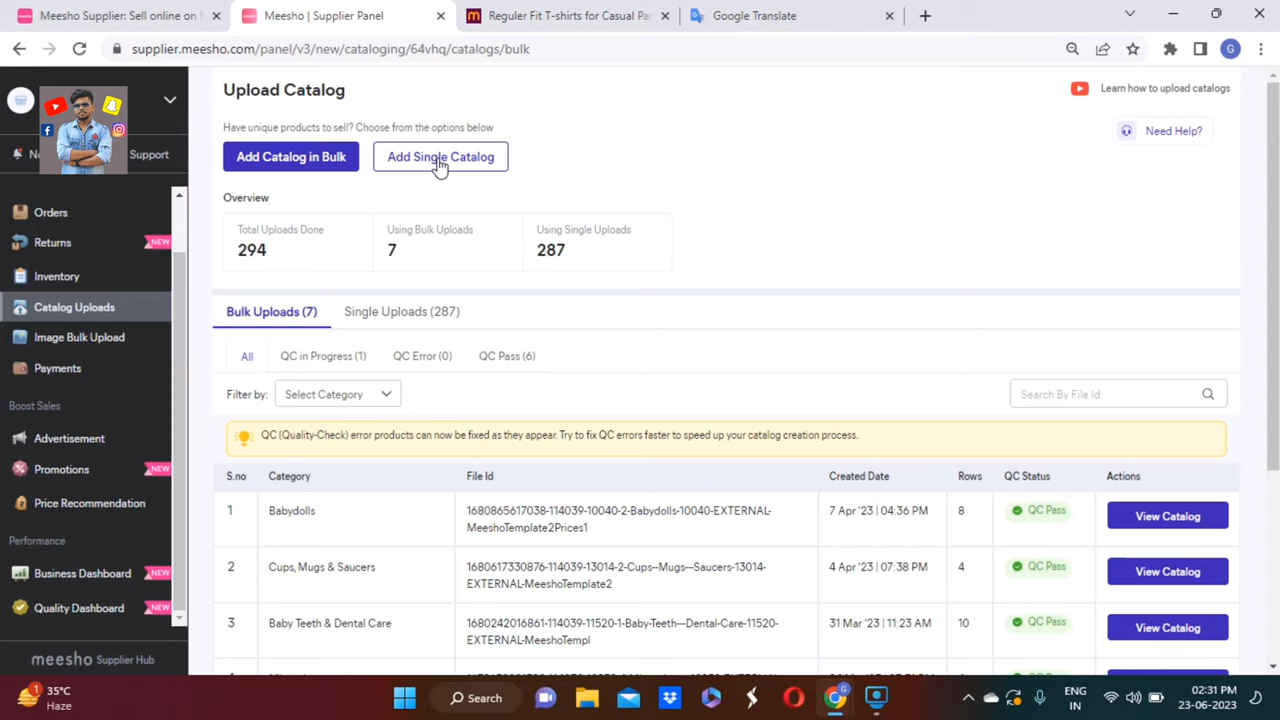 Meesho Supplier: Sell online on M
Meesho | Supplier Panel
Reguler Fit T-shirts for Casual Par
Google Translate
supplier.meesho.com/panel/v3/new/cataloging/64vhq/catalogs/bulk
G
Support
Orders
Returns
NEW
Inventory
Catalog Uploads
Image Bulk Upload
Payments
Boost Sales
Advertisement
Promotions
NEW
Price Recommendation
Performance
Business Dashboard
NEW
Quality Dashboard
NEW
meesho Supplier Hub
Upload Catalog
Learn how to upload catalogs
Have unique products to sell? Choose from the options below
Need Help?
Add Catalog in Bulk
Add Single Catalog
Overview
Total Uploads Done
Using Bulk Uploads
Using Single Uploads
294
7
287
Bulk Uploads (7)
Single Uploads (287)
All
QC in Progress (1)
QC Error (0)
QC Pass (6)
Filter by:
Select Category
Search By File Id
QC (Quality-Check) error products can now be fixed as they appear. Try to fix QC errors faster to speed up your catalog creation process.
S.no Category File Id Created Date Rows QC Status Actions
1 Babydolls 1680865617038-114039-10040-2-Babydolls-10040-EXTERNAL- 7 Apr '23 | 04:36 PM 8 QC Pass View Catalog
MeeshoTemplate2Prices1
2 Cups, Mugs & Saucers 1680617330876-114039-13014-2-Cups--Mugs---Saucers-13014- 4 Apr '23 | 07:38 PM 4 QC Pass View Catalog
EXTERNAL-MeeshoTemplate2
3 Baby Teeth & Dental Care 1680242016861-114039-11520-1-Baby-Teeth---Dental-Care-11520- 31 Mar '23 | 11:23 AM 10 QC Pass View Catalog
EXTERNAL-MeeshoTempl
1
35°C
Haze
Search
ENG
IN
02:31 PM
23-06-2023